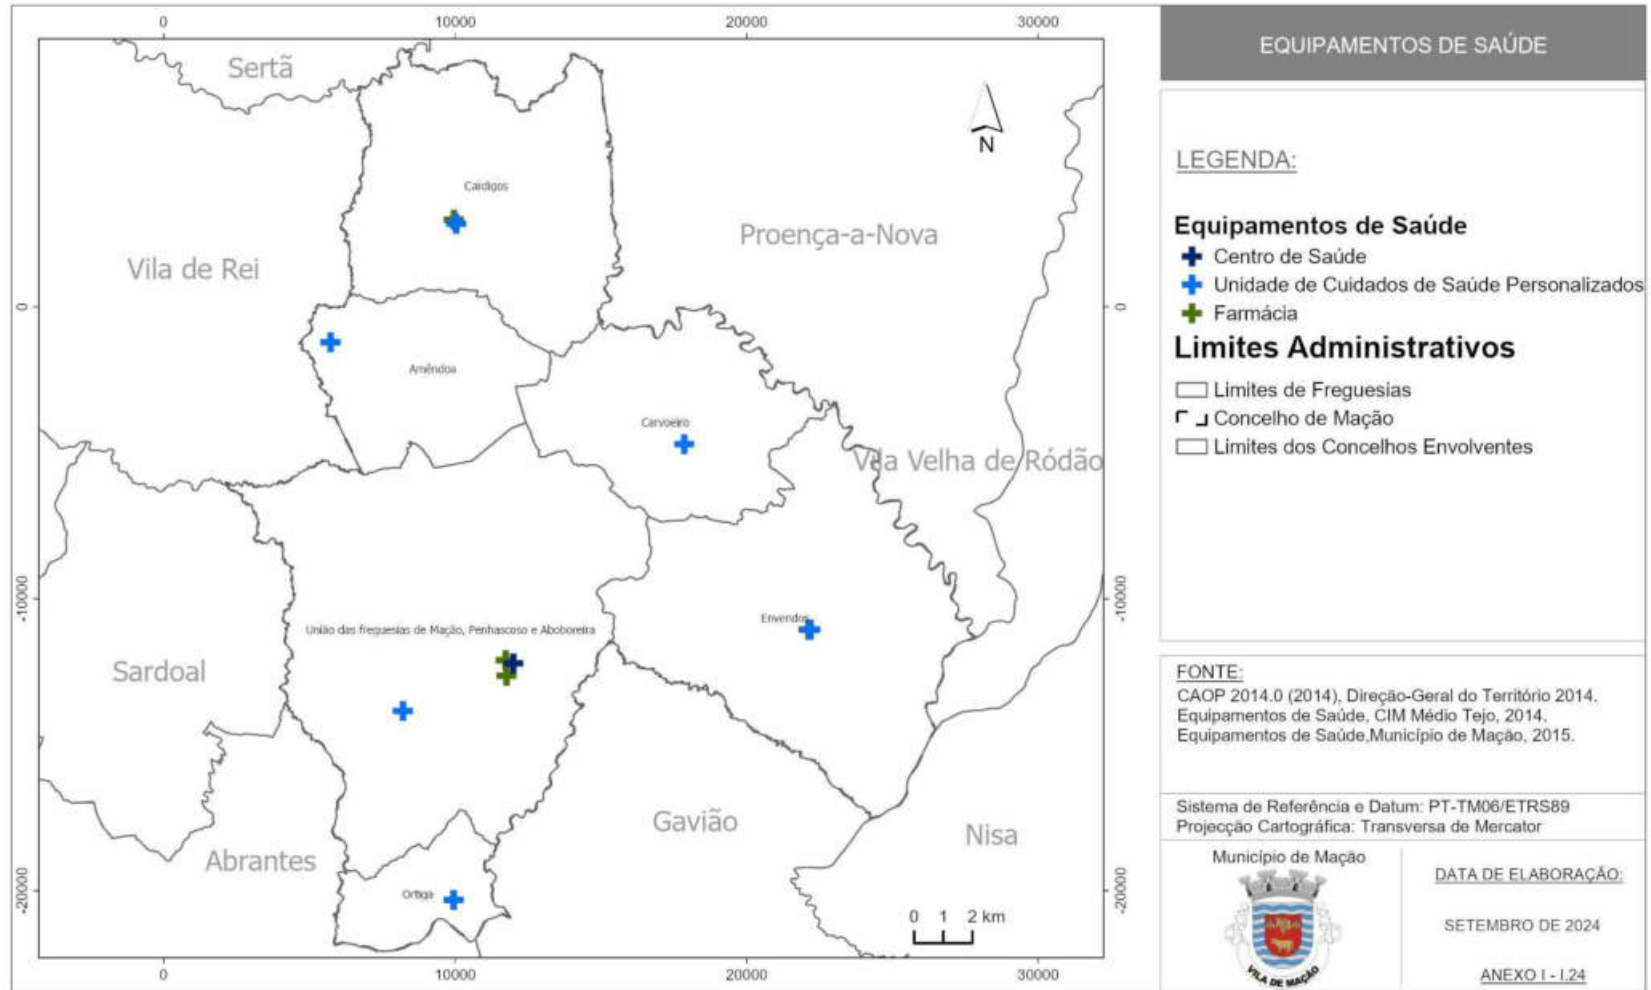 0
10000
20000
30000
Sertã
N
Cardigos
Proença-a-Nova
Vila de Rei
0
0
Amêndoa
Carvoeiro
Vila Velha de Ródão
-10000
-10000
Envendos
União das freguesias de Mação, Penhascoso e Aboboreira
Sardoal
Gavião
Nisa
Abrantes
Ortiga
-20000
-20000
0 1 2 km
0
10000
20000
30000
EQUIPAMENTOS DE SAÚDE
LEGENDA:
Equipamentos de Saúde
Centro de Saúde
Unidade de Cuidados de Saúde Personalizados
Farmácia
Limites Administrativos
Limites de Freguesias
Concelho de Mação
Limites dos Concelhos Envolventes
FONTE:
CAOP 2014.0 (2014), Direção-Geral do Território 2014.
Equipamentos de Saúde, CIM Médio Tejo, 2014.
Equipamentos de Saúde,Município de Mação, 2015.
Sistema de Referência e Datum: PT-TM06/ETRS89
Projecção Cartográfica: Transversa de Mercator
Município de Mação
VILA DE MAÇÃO
DATA DE ELABORAÇÃO:
SETEMBRO DE 2024
ANEXO I - I.24